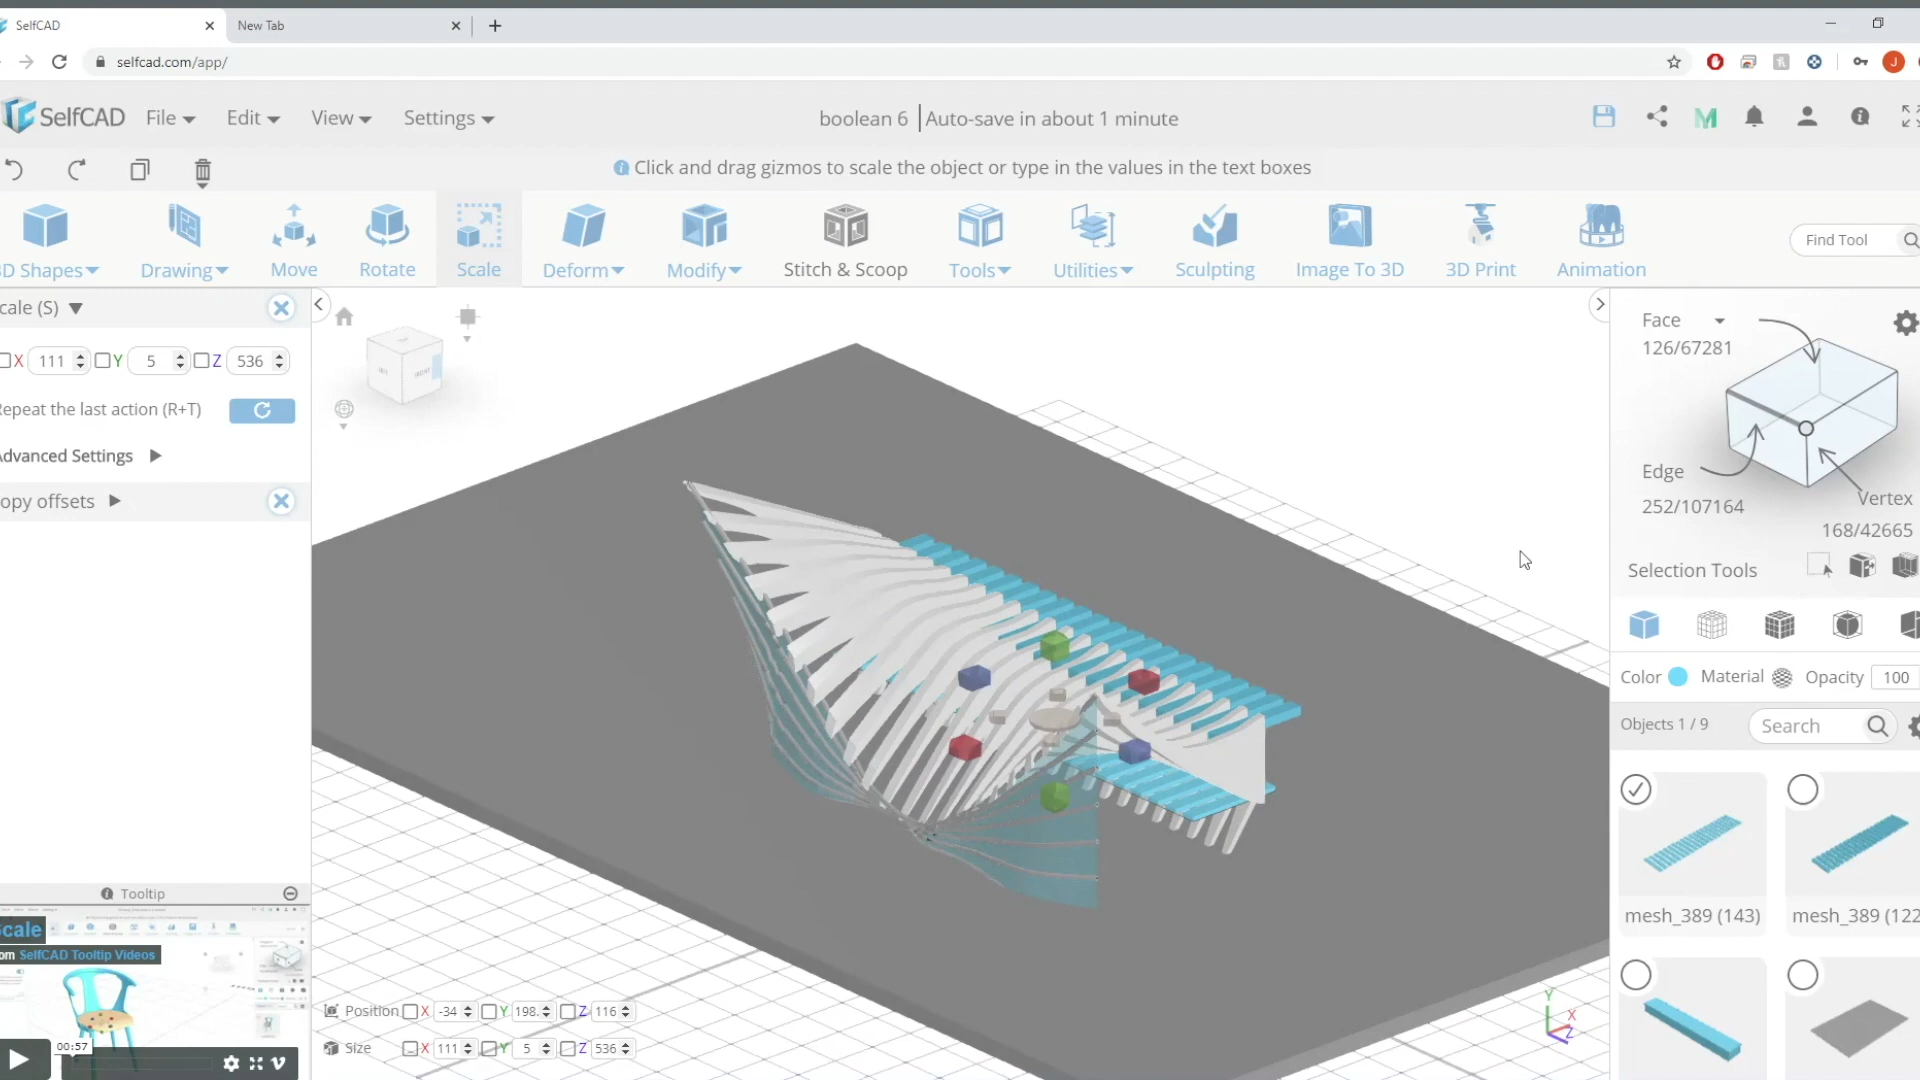 SelfCAD
New Tab
selfcad.com/app/
J
SelfCAD
File
Edit
View
Settings
boolean 6
Auto-save in about 1 minute
Click and drag gizmos to scale the object or type in the values in the text boxes
D Shapes
Drawing
Move
Rotate
Scale
Deform
Modify
Stitch & Scoop
Tools
Utilities
Sculpting
Image To 3D
3D Print
Animation
Find Tool
cale (S)
X 111 Y 5 Z 536
epeat the last action (R+T)
dvanced Settings
opy offsets
Face
126/67281
Edge
252/107164
Vertex
168/42665
Selection Tools
Color
Material
Opacity
100
Objects 1 / 9
Search
mesh_389 (143)
mesh_389 (122
Tooltip
cale
om SelfCAD Tooltip Videos
00:57
Position X -34 Y 198. Z 116
Size X 111 Y 5 Z 536
Y
X
Z